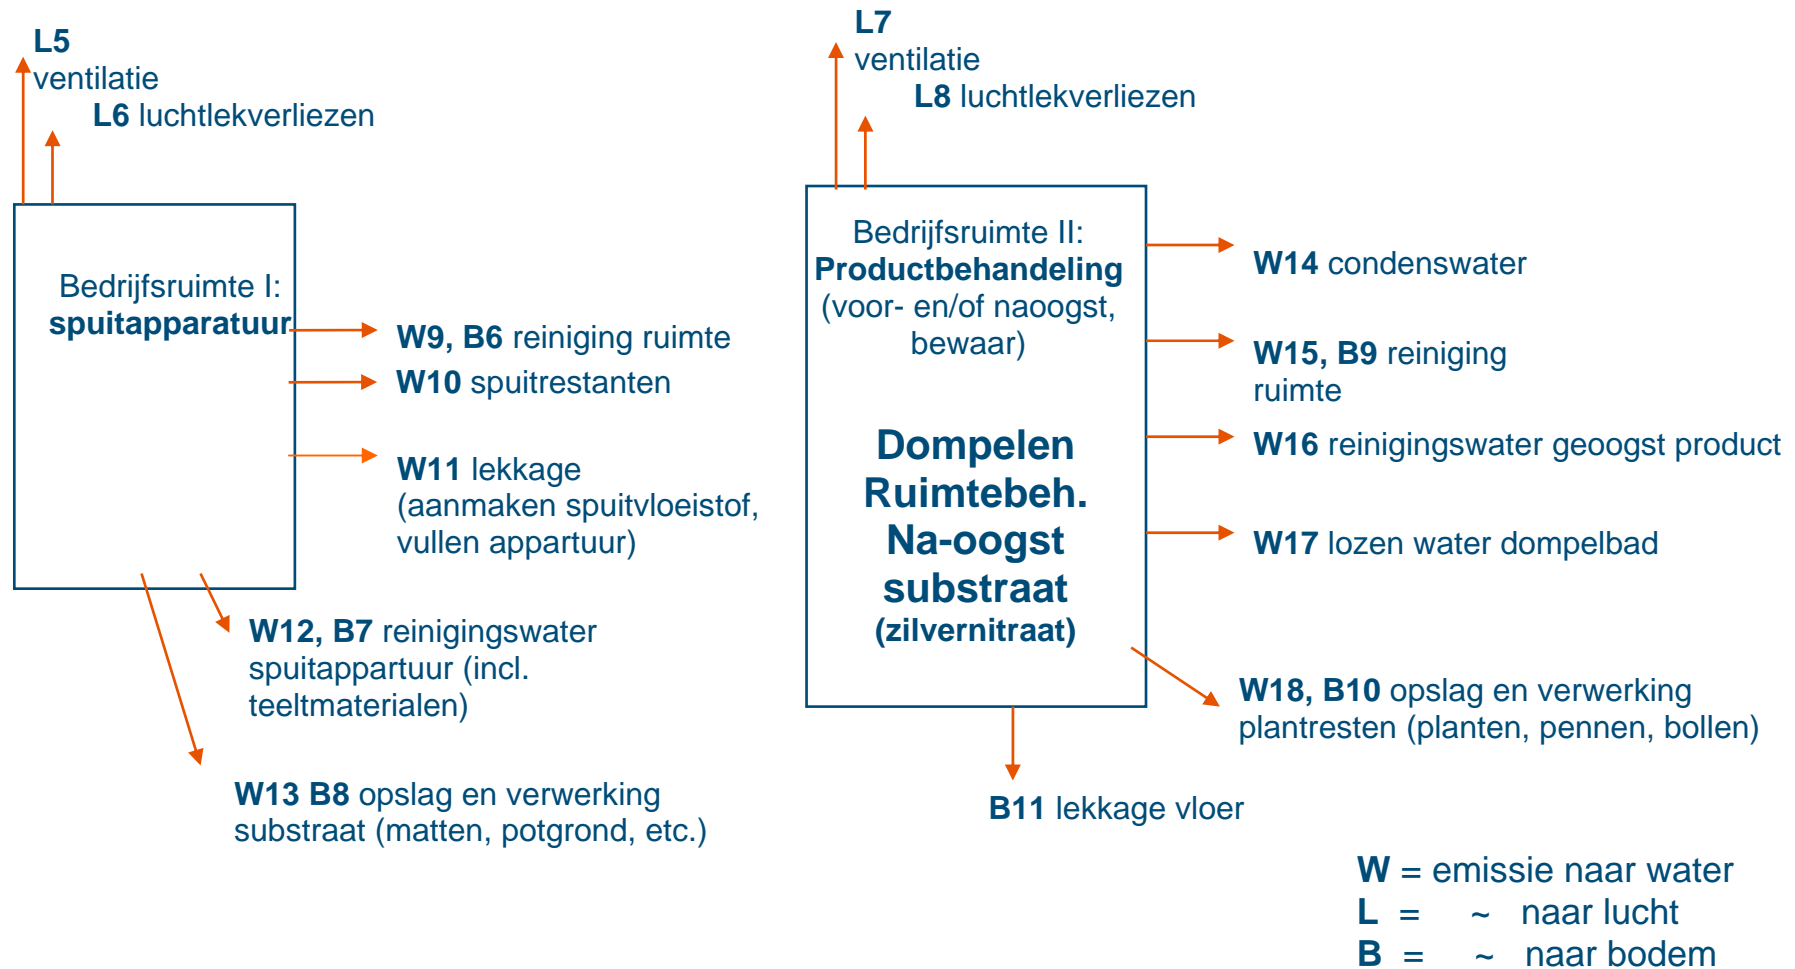 L5
ventilatie
L6 luchtlekverliezen
Bedrijfsruimte I:
spuitapparatuur
W9, B6 reiniging ruimte
W10 spuitrestanten
W11 lekkage
(aanmaken spuitvloeistof,
vullen appartuur)
W12, B7 reinigingswater
spuitappartuur (incl.
teeltmaterialen)
W13 B8 opslag en verwerking
substraat (matten, potgrond, etc.)
L7
ventilatie
L8 luchtlekverliezen
Bedrijfsruimte II:
Productbehandeling
(voor- en/of naoogst,
bewaar)
Dompelen
Ruimtebeh.
Na-oogst
substraat
(zilvernitraat)
W14 condenswater
W15, B9 reiniging
ruimte
W16 reinigingswater geoogst product
W17 lozen water dompelbad
W18, B10 opslag en verwerking
plantresten (planten, pennen, bollen)
B11 lekkage vloer
W = emissie naar water
L = ~ naar lucht
B = ~ naar bodem